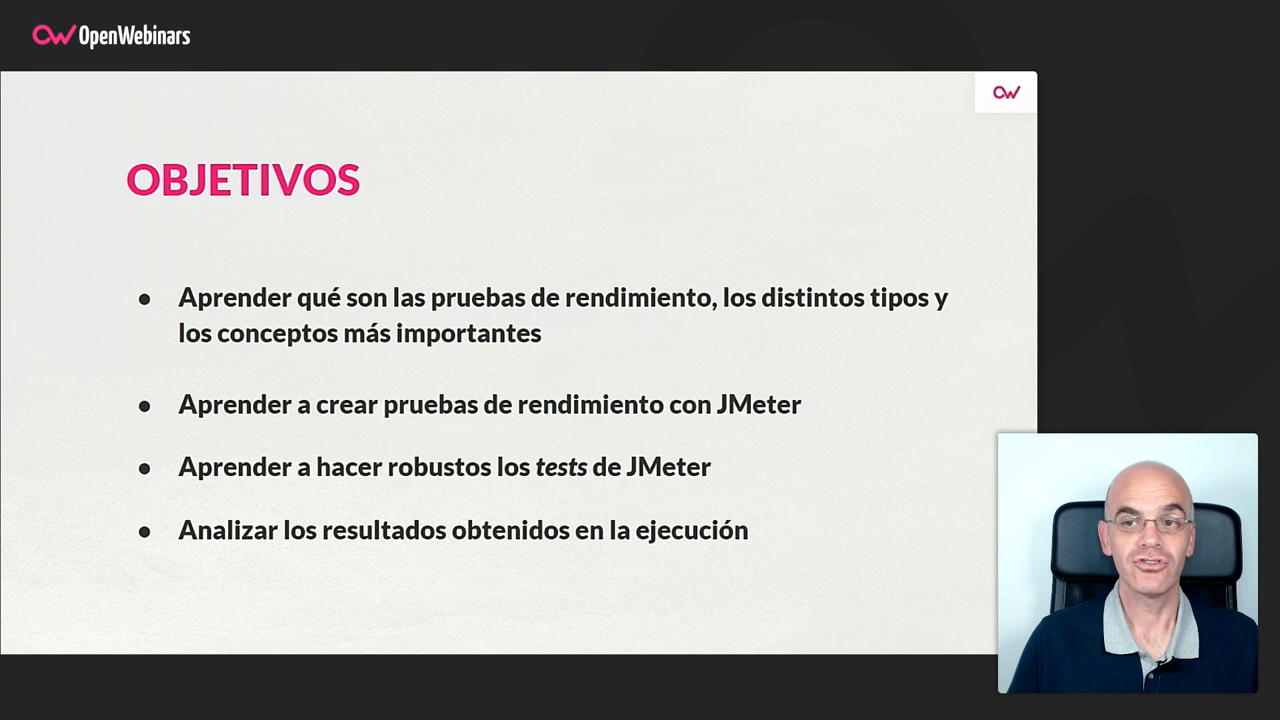 OpenWebinars
OBJETIVOS
● Aprender qué son las pruebas de rendimiento, los distintos tipos y
los conceptos más importantes
● Aprender a crear pruebas de rendimiento con JMeter
● Aprender a hacer robustos los tests de JMeter
● Analizar los resultados obtenidos en la ejecución